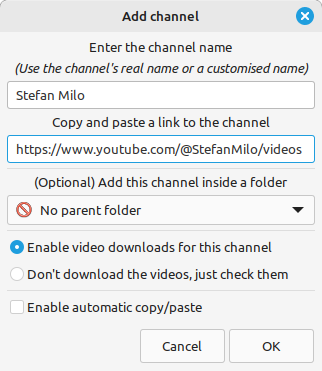 Add channel
Enter the channel name
(Use the channel's real name or a customised name)
Stefan Milo
Copy and paste a link to the channel
https://www.youtube.com/@StefanMilo/videos
(Optional) Add this channel inside a folder
No parent folder
Enable video downloads for this channel
Don't download the videos, just check them
Enable automatic copy/paste
Cancel
OK